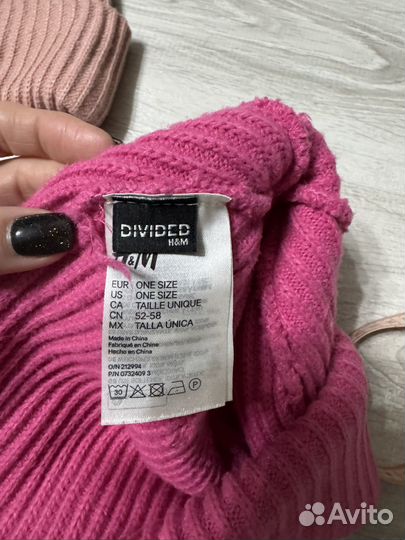 DIVIDED
H&M
H&M
EUR ONE SIZE
US ONE SIZE
CA TAILLE UNIQUE
CN 52-58
MX TALLA ÚNICA
Made in China
Fabriqué en Chine
Hecho en China
O/N 212994
P/N 0732409 3
30 P
Avito